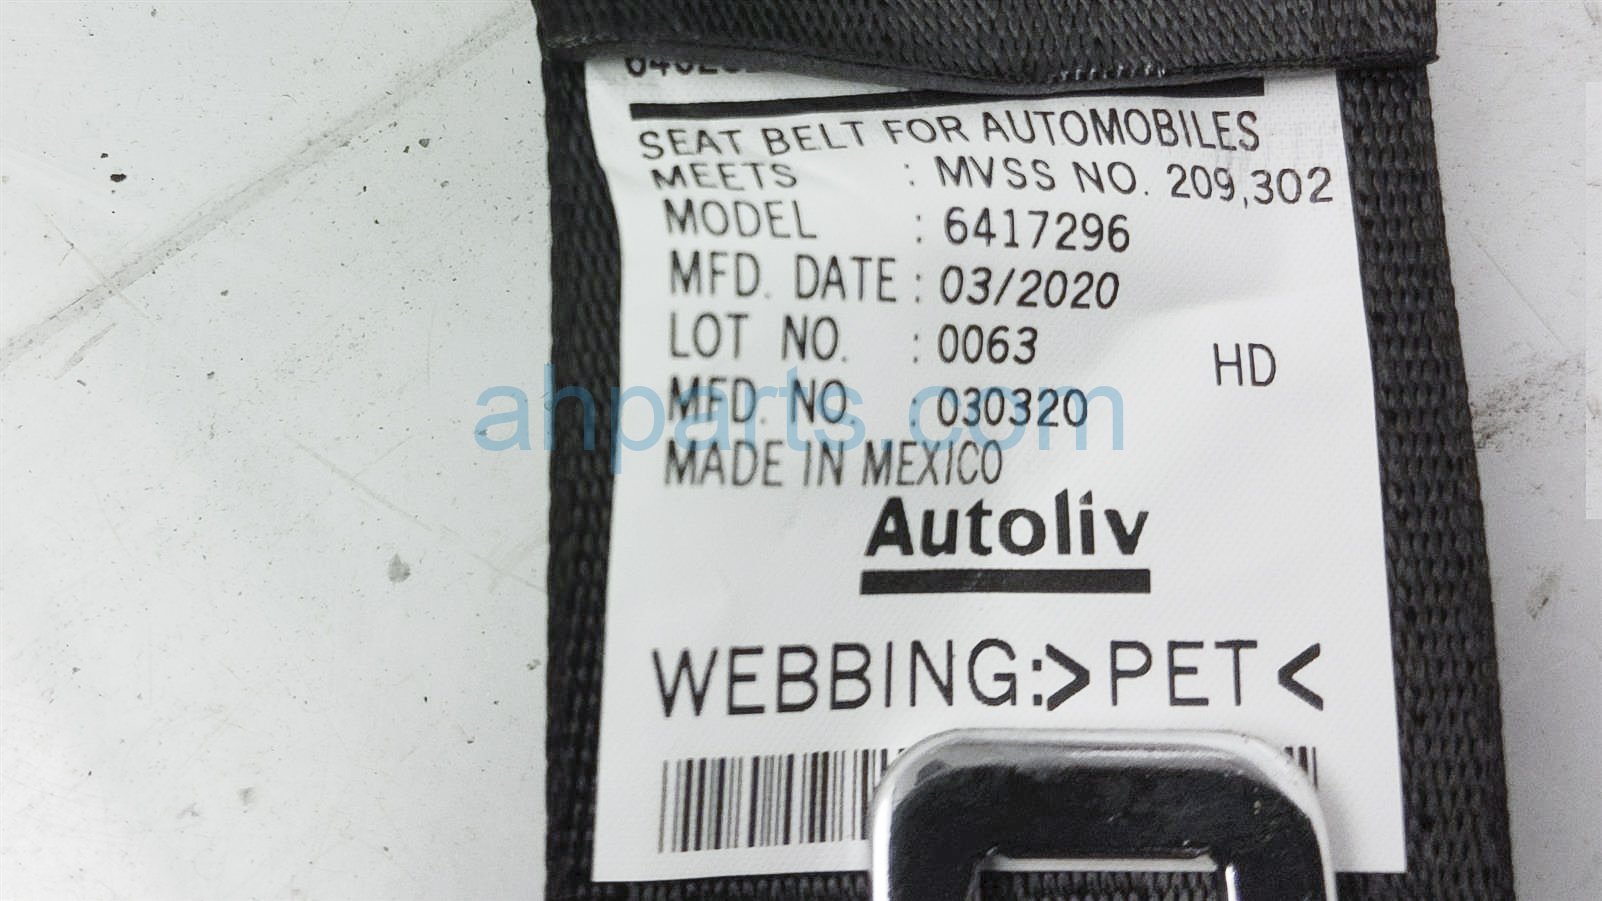 SEAT BELT FOR AUTOMOBILES
MEETS : MVSS NO. 209,302
MODEL : 6417296
MFD. DATE : 03/2020
LOT NO. : 0063
HD
MFD. NO. : 030320
ahparts.com
MADE IN MEXICO
Autoliv
WEBBING:>PET<